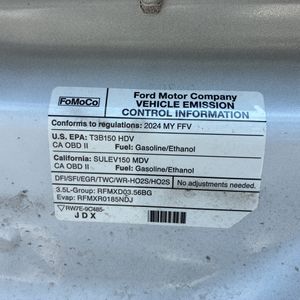 FoMoCo
Ford Motor Company
VEHICLE EMISSION
CONTROL INFORMATION
Conforms to regulations: 2024 MY FFV
U.S. EPA: T3B150 HDV
CA OBD II Fuel: Gasoline/Ethanol
California: SULEV150 MDV
CA OBD II Fuel: Gasoline/Ethanol
DFI/SFI/EGR/TWC/WR-HO2S/HO2S No adjustments needed.
3.5L-Group: RFMXD03.56BG
Evap: RFMXR0185NDJ
RW7E-9C485-
JDX